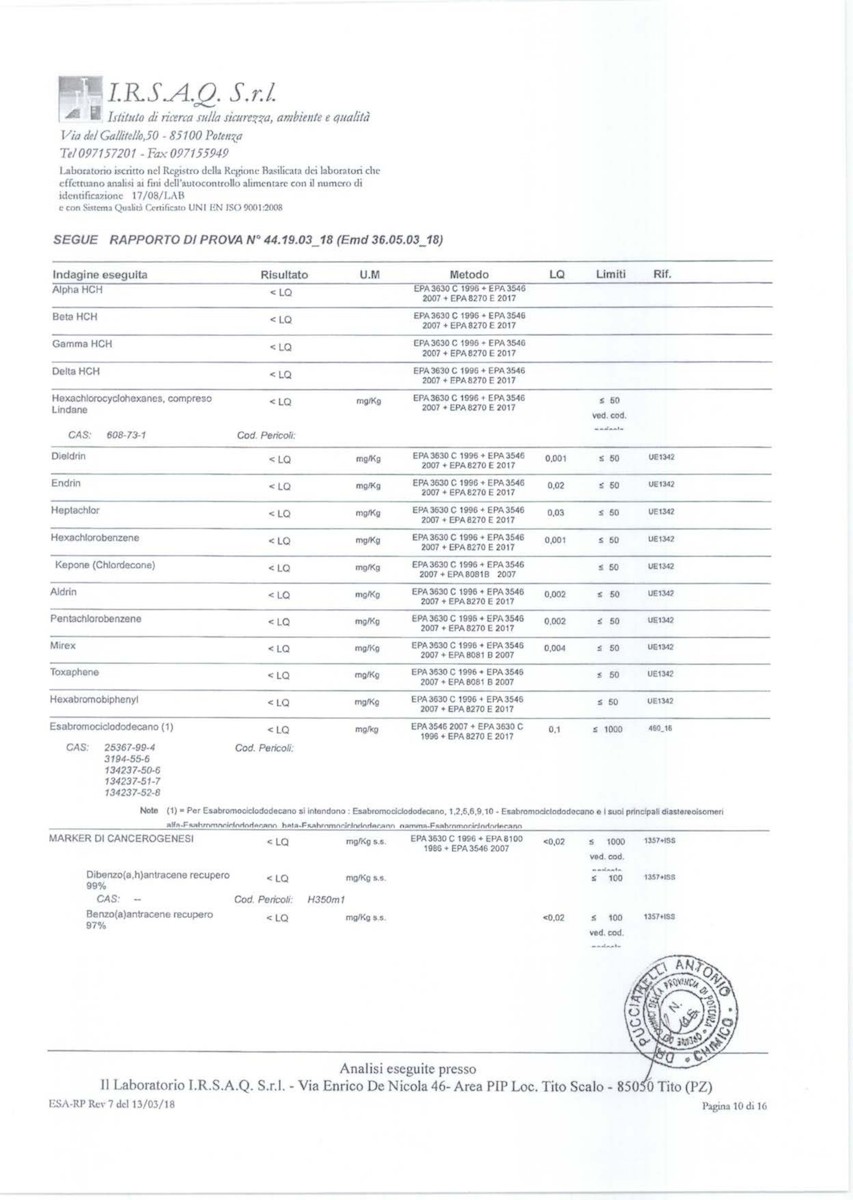 I.R.S.A.Q. S.r.l.
Istituto di ricerca sulla sicurezza, ambiente e qualità
Via del Gallitello,50 - 85100 Potenza
Tel 097157201 - Fax 097155949
Laboratorio iscritto nel Registro della Regione Basilicata dei laboratori che
effettuano analisi ai fini dell'autocontrollo alimentare con il numero di
identificazione 17/08/LAB
e con Sistema Qualità Certificato UNI EN ISO 9001:2008
SEGUE RAPPORTO DI PROVA N° 44.19.03_18 (Emd 36.05.03_18)
Indagine eseguita Risultato U.M Metodo LQ Limiti Rif.
Alpha HCH < LQ EPA 3630 C 1996 + EPA 3546
2007 + EPA 8270 E 2017
Beta HCH < LQ EPA 3630 C 1996 + EPA 3546
2007 + EPA 8270 E 2017
Gamma HCH < LQ EPA 3630 C 1996 + EPA 3546
2007 + EPA 8270 E 2017
Delta HCH < LQ EPA 3630 C 1996 + EPA 3546
2007 + EPA 8270 E 2017
Hexachlorocyclohexanes, compreso < LQ mg/Kg EPA 3630 C 1996 + EPA 3546 ≤ 50
Lindane 2007 + EPA 8270 E 2017
ved. cod.
CAS: 608-73-1 Cod. Pericoli:
Dieldrin < LQ mg/Kg EPA 3630 C 1996 + EPA 3546 0,001 ≤ 50 UE1342
2007 + EPA 8270 E 2017
Endrin < LQ mg/Kg EPA 3630 C 1996 + EPA 3546 0,02 ≤ 50 UE1342
2007 + EPA 8270 E 2017
Heptachlor < LQ mg/Kg EPA 3630 C 1996 + EPA 3546 0,03 ≤ 50 UE1342
2007 + EPA 8270 E 2017
Hexachlorobenzene < LQ mg/Kg EPA 3630 C 1996 + EPA 3546 0,001 ≤ 50 UE1342
2007 + EPA 8270 E 2017
Kepone (Chlordecone) < LQ mg/Kg EPA 3630 C 1996 + EPA 3546 ≤ 50 UE1342
2007 + EPA 8081B 2007
Aldrin < LQ mg/Kg EPA 3630 C 1996 + EPA 3546 0,002 ≤ 50 UE1342
2007 + EPA 8270 E 2017
Pentachlorobenzene < LQ mg/Kg EPA 3630 C 1996 + EPA 3546 0,002 ≤ 50 UE1342
2007 + EPA 8270 E 2017
Mirex < LQ mg/Kg EPA 3630 C 1996 + EPA 3546 0,004 ≤ 50 UE1342
2007 + EPA 8081 B 2007
Toxaphene < LQ mg/Kg EPA 3630 C 1996 + EPA 3546 ≤ 50 UE1342
2007 + EPA 8081 B 2007
Hexabromobiphenyl < LQ mg/Kg EPA 3630 C 1996 + EPA 3546 ≤ 50 UE1342
2007 + EPA 8270 E 2017
Esabromociclododecano (1) < LQ mg/kg EPA 3546 2007 + EPA 3630 C 0,1 ≤ 1000 460_16
1996 + EPA 8270 E 2017
CAS: 25367-99-4 Cod. Pericoli:
3194-55-6
134237-50-6
134237-51-7
134237-52-8
Note (1) = Per Esabromociclododecano si intendono : Esabromociclododecano, 1,2,5,6,9,10 - Esabromociclododecano e i suoi principali diastereoisomeri
alfa-Esabromociclododecano, beta-Esabromociclododecano, gamma-Esabromociclododecano
MARKER DI CANCEROGENESI < LQ mg/Kg s.s. EPA 3630 C 1996 + EPA 8100 <0,02 ≤ 1000 1357+ISS
1986 + EPA 3546 2007
ved. cod.
Dibenzo(a,h)antracene recupero < LQ mg/Kg s.s. ≤ 100 1357+ISS
99%
CAS: -- Cod. Pericoli: H350m1
Benzo(a)antracene recupero < LQ mg/Kg s.s. <0,02 ≤ 100 1357+ISS
97%
ved. cod.
DR. PUCCIARELLI ANTONIO
CHIMICO
Analisi eseguite presso
Il Laboratorio I.R.S.A.Q. S.r.l. - Via Enrico De Nicola 46- Area PIP Loc. Tito Scalo - 85050 Tito (PZ)
ESA-RP Rev 7 del 13/03/18 Pagina 10 di 16